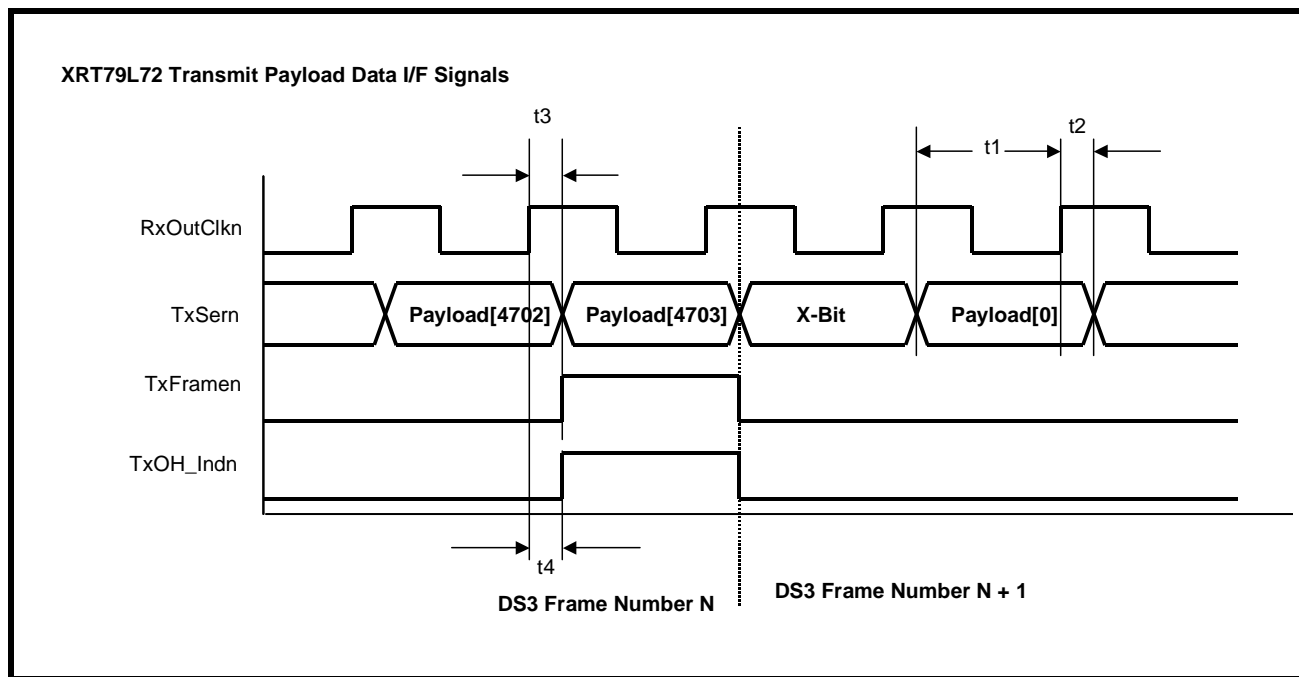 XRT79L72 Transmit Payload Data I/F Signals
t3
t2
t1
RxOutClkn
TxSern
Payload[4702]
Payload[4703]
X-Bit
Payload[0]
TxFramen
TxOH_Indn
t4
DS3 Frame Number N
DS3 Frame Number N + 1